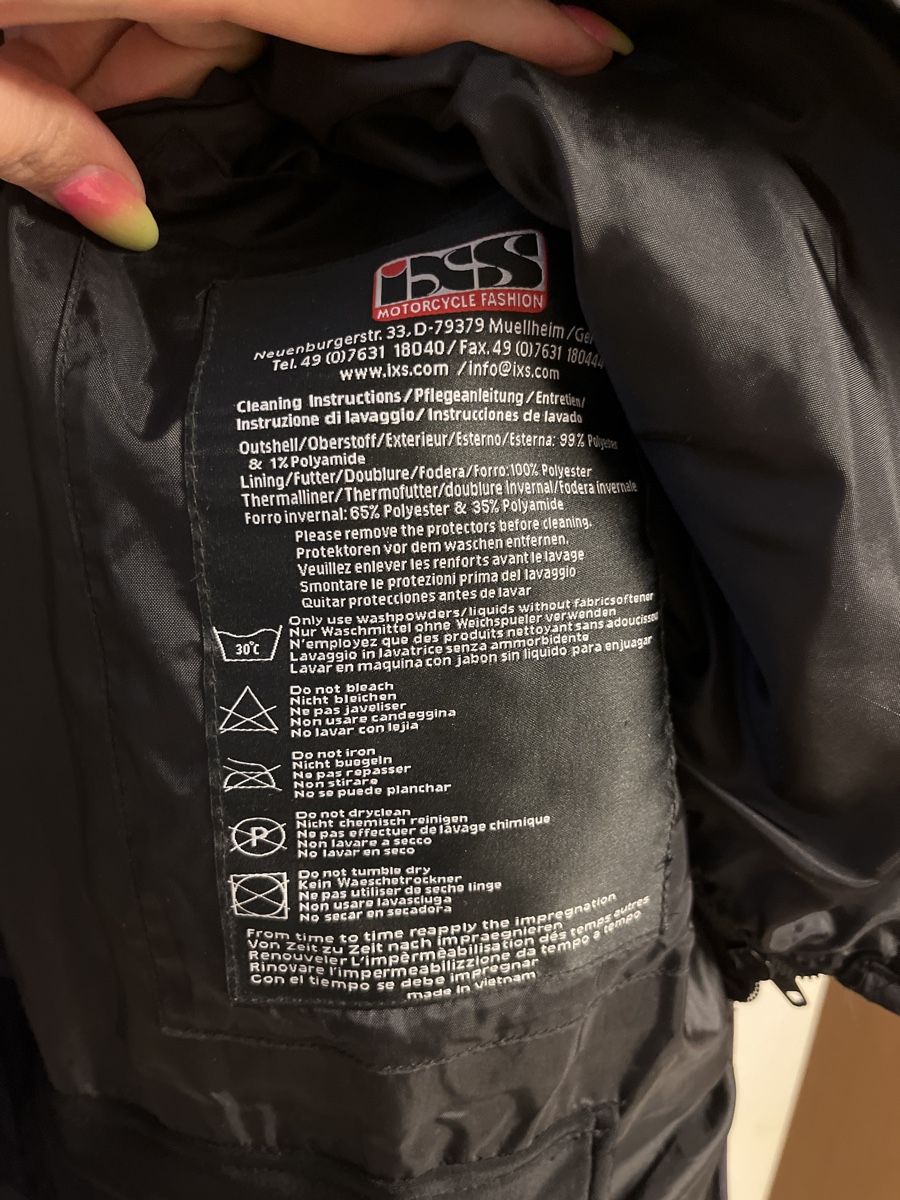 iXS
MOTORCYCLE FASHION
Neuenburgerstr. 33. D-79379 Muellheim /
Tel. 49 (0)7631 18040 / Fax. 49 (0)7631 180444
www.ixs.com / info@ixs.com
Cleaning Instructions/Pflegeanleitung/Entretien/
Instruzione di lavaggio/ Instrucciones de lavado
Outshell/Oberstoff/Exterieur/Esterno/Esterna: 99% Polyester
& 1%Polyamide
Lining/Futter/Doublure/Fodera/Forro:100% Polyester
Thermalliner/Thermofutter/doublure invernal/Fodera invernale
Forro invernal: 65% Polyester & 35% Polyamide
Please remove the protectors before cleaning.
Protektoren vor dem waschen entfernen.
Veuillez enlever les renforts avant le lavage
Smontare le protezioni prima del lavaggio
Quitar protecciones antes de lavar
Only use washpowders/liquids without fabricsoftener
30°C
Nur Waschmittel ohne Weichspueler verwenden
N'employez que des produits nettoyant sans adoucisseu
Lavaggio in lavatrice senza ammorbidente
Lavar en maquina con jabon sin liquido para enjuagar
Do not bleach
Nicht bleichen
Ne pas javeliser
Non usare candeggina
No lavar con lejia
Do not iron
Nicht buegeln
Ne pas repasser
Non stirare
No se puede planchar
Do not dryclean
P
Nicht chemisch reinigen
Ne pas effectuer de lavage chimique
Non lavare a secco
No lavar en seco
Do not tumble dry
Kein Waeschetrockner
Ne pas utiliser de seche linge
Non usare lavasciuga
No secar en secadora
From time to time reapply the impregnation
Von Zeit zu Zeit nach impraegnieren
Renouveler L'imperméabilisation dés temps autres
Rinovare l'impermeabilizzione da tempo a tempo
Con el tiempo se debe impregnar
made in vietnam